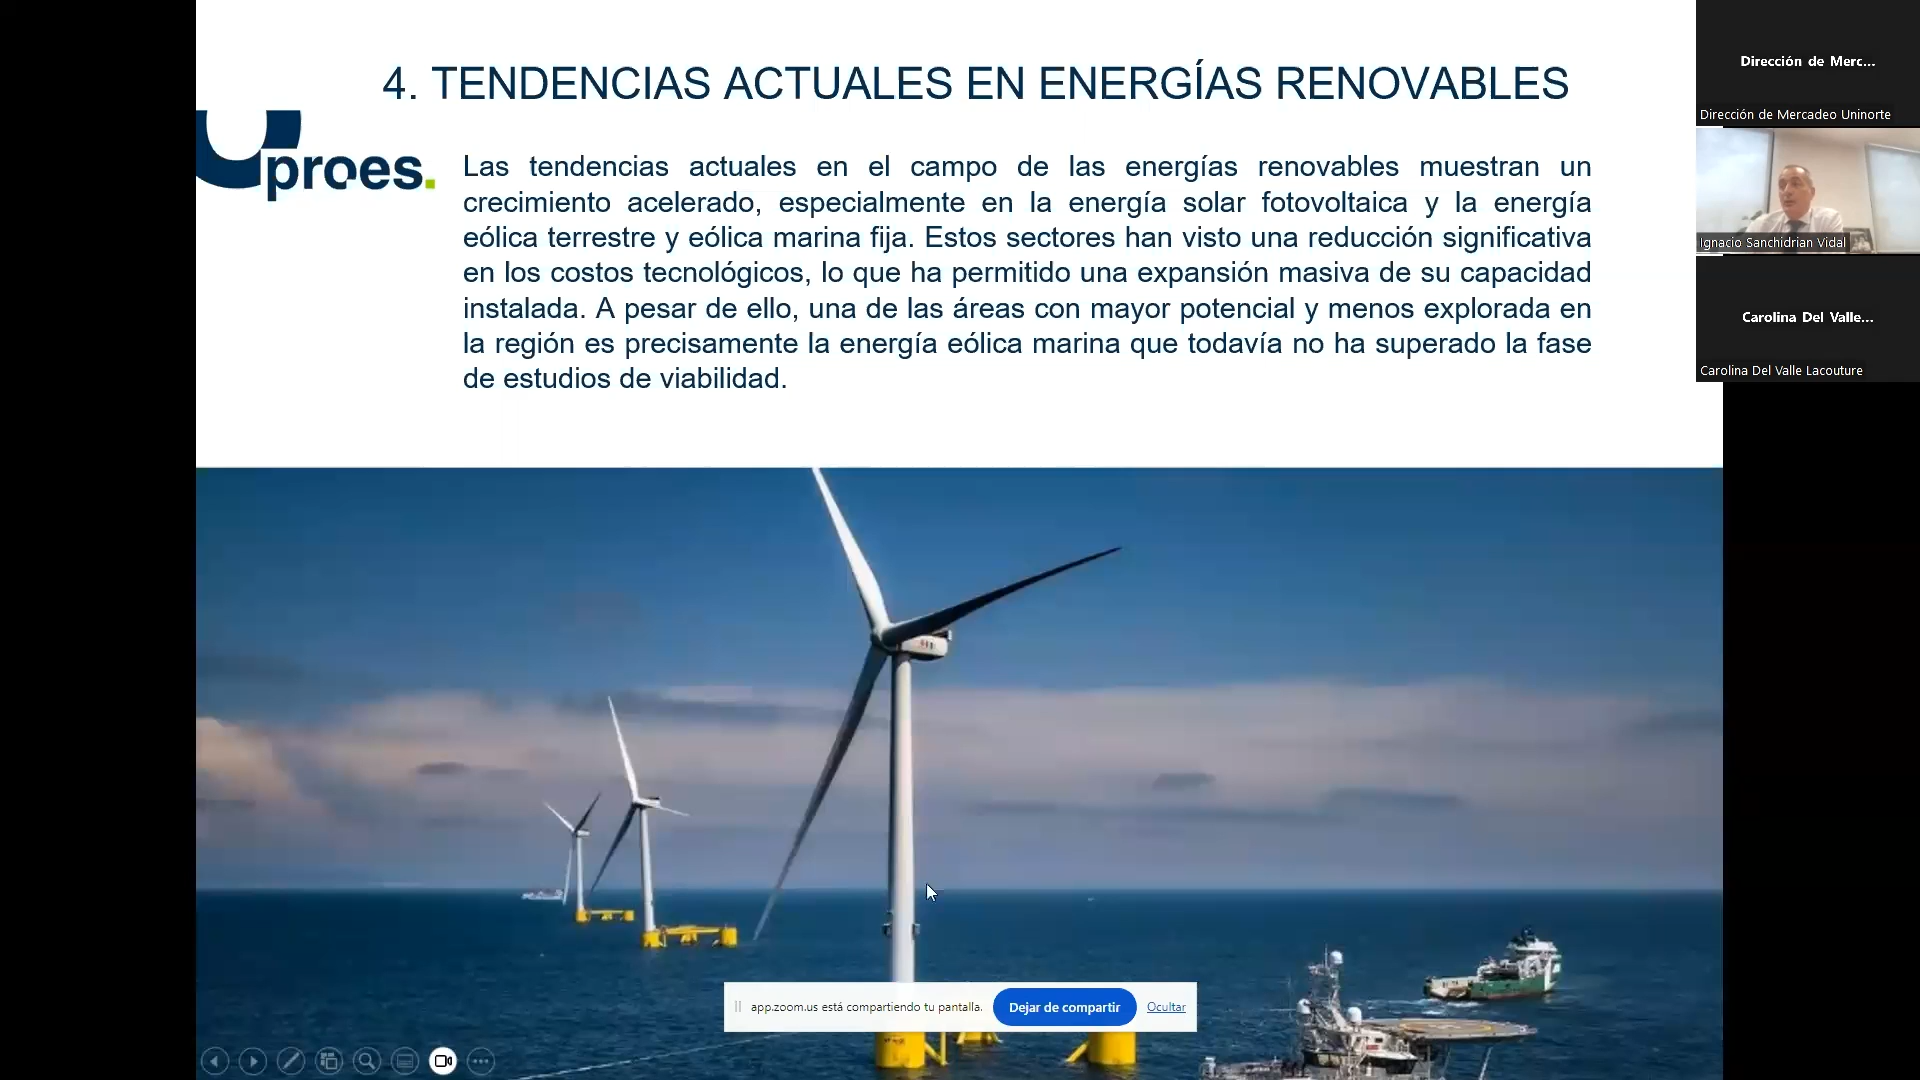 4. TENDENCIAS ACTUALES EN ENERGÍAS RENOVABLES
proes.
Las tendencias actuales en el campo de las energías renovables muestran un
crecimiento acelerado, especialmente en la energía solar fotovoltaica y la energía
eólica terrestre y eólica marina fija. Estos sectores han visto una reducción significativa
en los costos tecnológicos, lo que ha permitido una expansión masiva de su capacidad
instalada. A pesar de ello, una de las áreas con mayor potencial y menos explorada en
la región es precisamente la energía eólica marina que todavía no ha superado la fase
de estudios de viabilidad.
Dirección de Merc...
Dirección de Mercadeo Uninorte
Ignacio Sanchidrian Vidal
Carolina Del Valle...
Carolina Del Valle Lacouture
app.zoom.us está compartiendo tu pantalla.
Dejar de compartir
Ocultar